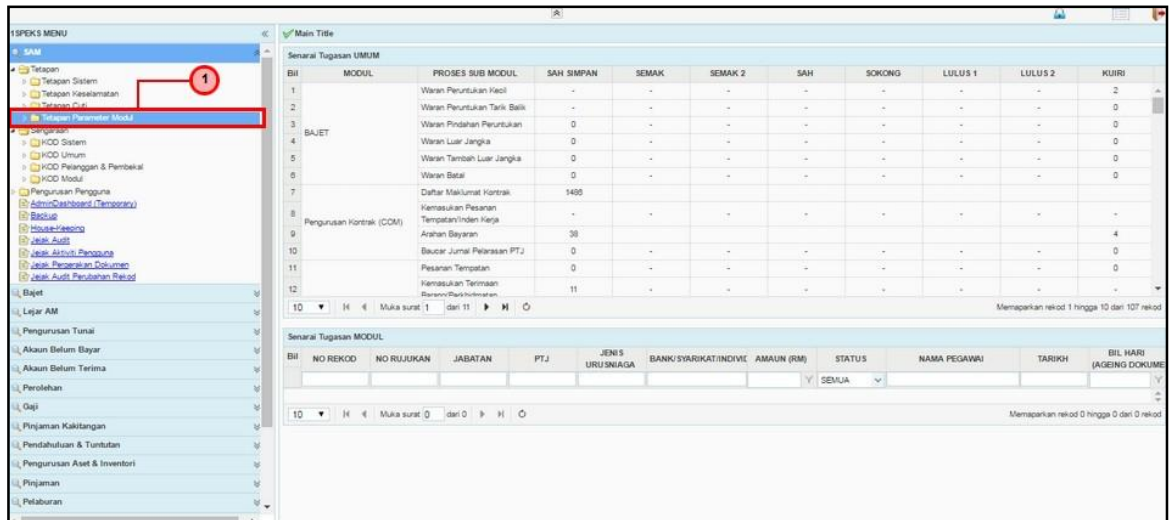 1SPEKS MENU
Main Title
SAM
Tetapan
Tetapan Sistem
Tetapan Keselamatan
Tetapan Cuti
Tetapan Parameter Modul
1
Senggaraan
KOD Sistem
KOD Umum
KOD Pelanggan & Pembekal
KOD Modul
Pengurusan Pengguna
AdminDashboard (Temporary)
Backup
House-Keeping
Jejak Audit
Jejak Aktiviti Pengguna
Jejak Pergerakan Dokumen
Jejak Audit Perubahan Rekod
Bajet
Lejar AM
Pengurusan Tunai
Akaun Belum Bayar
Akaun Belum Terima
Perolehan
Gaji
Pinjaman Kakitangan
Pendahuluan & Tuntutan
Pengurusan Aset & Inventori
Pinjaman
Pelaburan
Senarai Tugasan UMUM
Bil MODUL PROSES SUB MODUL SAH SIMPAN SEMAK SEMAK 2 SAH SOKONG LULUS 1 LULUS 2 KUIRI
1 Waran Peruntukan Kecil - - - - - - - 2
2 Waran Peruntukan Tarik Balik - - - - - - - 0
3 Waran Pindahan Peruntukan 0 - - - - - - 0
BAJET
4 Waran Luar Jangka 0 - - - - - - 0
5 Waran Tambah Luar Jangka 0 - - - - - - 0
6 Waran Batal 0 - - - - - - 0
7 Daftar Maklumat Kontrak 1486
8 Kemasukan Pesanan Tempatan/Inden Kerja - - - - - - - -
Pengurusan Kontrak (COM)
9 Arahan Bayaran 38 4
10 Baucar Jurnal Pelarasan PTJ 0 - - - - - - 0
11 Pesanan Tempatan 0 - - - - - - 0
12 Kemasukan Terimaan Barang/Perkhidmatan 11 - - - - - - -
10 Muka surat 1 dari 11 Memaparkan rekod 1 hingga 10 dari 107 rekod
Senarai Tugasan MODUL
Bil NO REKOD NO RUJUKAN JABATAN PTJ JENIS URUSNIAGA BANK/SYARIKAT/INDIVID AMAUN (RM) STATUS NAMA PEGAWAI TARIKH BIL HARI (AGEING DOKUME
SEMUA
10 Muka surat 0 dari 0 Memaparkan rekod 0 hingga 0 dari 0 rekod